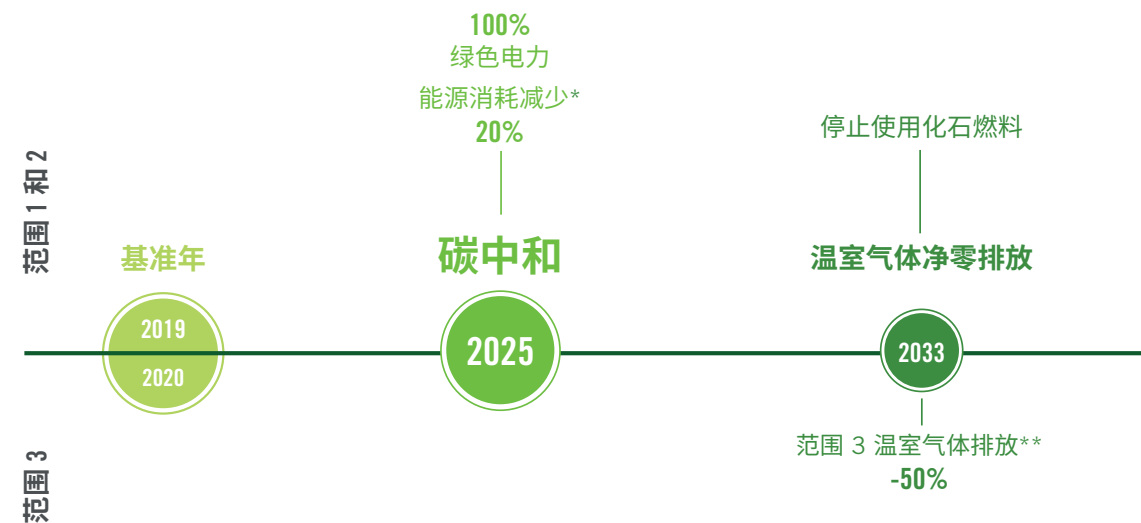 100%
绿色电力
能源消耗减少*
20%
停止使用化石燃料
范围 1 和 2
基准年
碳中和
温室气体净零排放
2019
2020
2025
2033
范围 3 温室气体排放**
-50%
范围 3